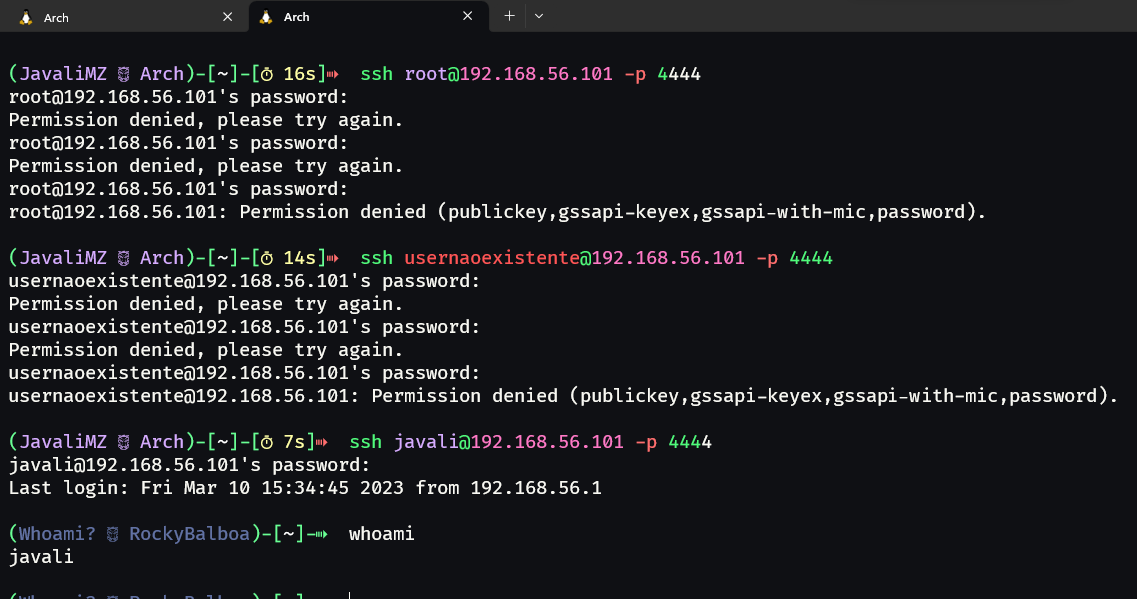 Arch
Arch
(JavaliMZ Arch)-[~]-[⏱ 16s]➟ ssh root@192.168.56.101 -p 4444
root@192.168.56.101's password:
Permission denied, please try again.
root@192.168.56.101's password:
Permission denied, please try again.
root@192.168.56.101's password:
root@192.168.56.101: Permission denied (publickey,gssapi-keyex,gssapi-with-mic,password).
(JavaliMZ Arch)-[~]-[⏱ 14s]➟ ssh usernaoexistente@192.168.56.101 -p 4444
usernaoexistente@192.168.56.101's password:
Permission denied, please try again.
usernaoexistente@192.168.56.101's password:
Permission denied, please try again.
usernaoexistente@192.168.56.101's password:
usernaoexistente@192.168.56.101: Permission denied (publickey,gssapi-keyex,gssapi-with-mic,password).
(JavaliMZ Arch)-[~]-[⏱ 7s]➟ ssh javali@192.168.56.101 -p 4444
javali@192.168.56.101's password:
Last login: Fri Mar 10 15:34:45 2023 from 192.168.56.1
(Whoami? RockyBalboa)-[~]-➟ whoami
javali
(Whoami? RockyBalboa)-[~]-